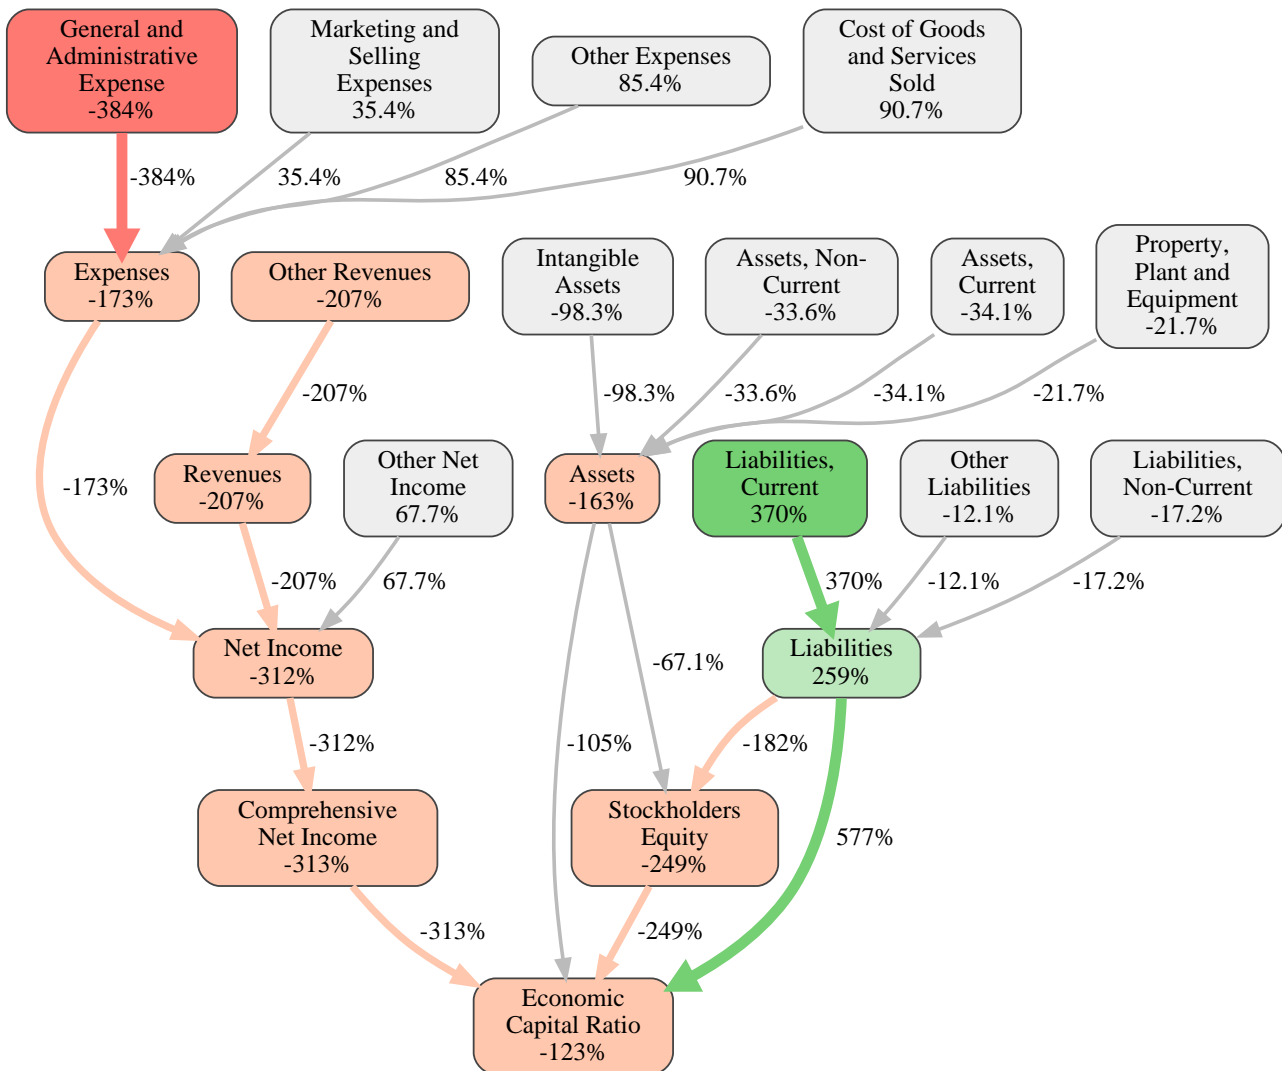 General and
Administrative
Expense
-384%
Marketing and
Selling
Expenses
35.4%
Other Expenses
85.4%
Cost of Goods
and Services
Sold
90.7%
-384%
35.4%
85.4%
90.7%
Expenses
-173%
Other Revenues
-207%
Intangible
Assets
-98.3%
Assets, Non-
Current
-33.6%
Assets,
Current
-34.1%
Property,
Plant and
Equipment
-21.7%
-207%
-98.3%
-33.6%
-34.1%
-21.7%
-173%
Revenues
-207%
Other Net
Income
67.7%
Assets
-163%
Liabilities,
Current
370%
Other
Liabilities
-12.1%
Liabilities,
Non-Current
-17.2%
-207%
67.7%
370%
-12.1%
-17.2%
Net Income
-312%
-67.1%
Liabilities
259%
-312%
-105%
-182%
Comprehensive
Net Income
-313%
Stockholders
Equity
-249%
577%
-313%
-249%
Economic
Capital Ratio
-123%